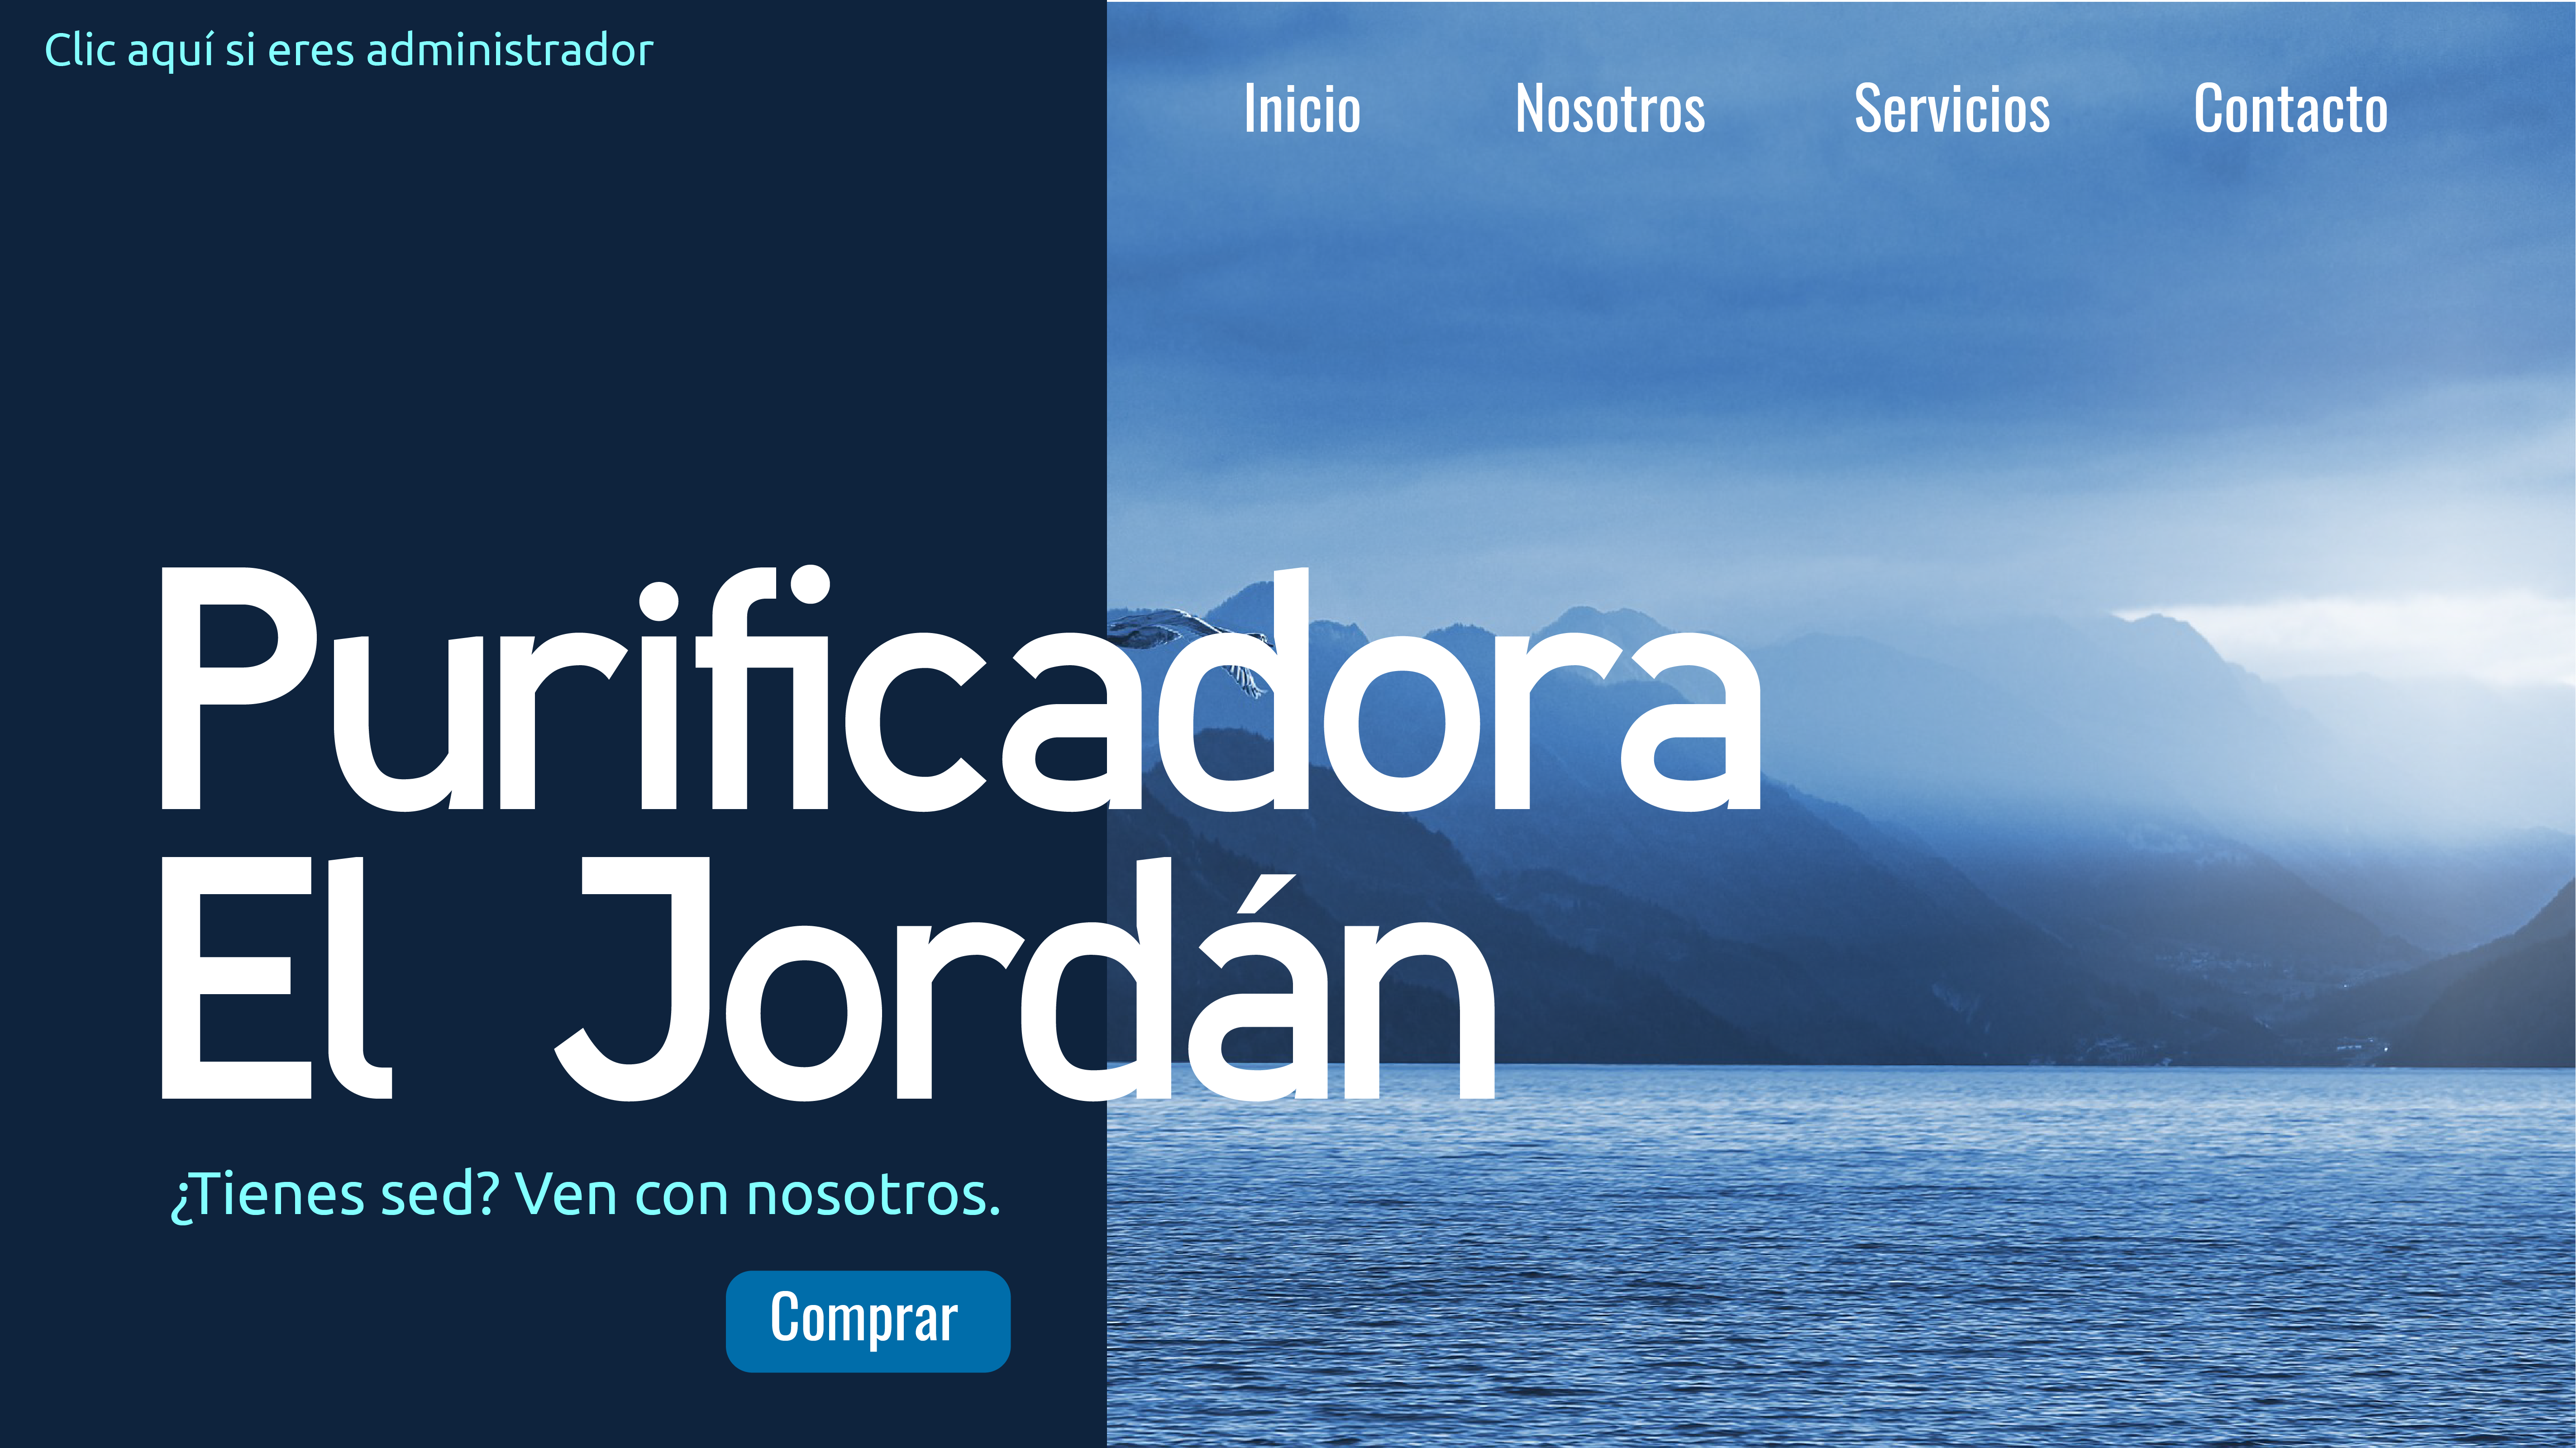 Clic aquí si eres administrador
Inicio Nosotros Servicios Contacto
Purificadora
El Jordán
¿Tienes sed? Ven con nosotros.
Comprar